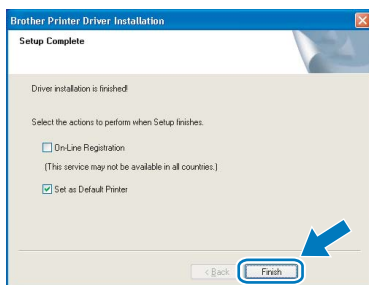 Brother Printer Driver Installation
Setup Complete
Driver installation is finished!
Select the actions to perform when Setup finishes.
On-Line Registration
(This service may not be available in all countries.)
Set as Default Printer
< Back
Finish